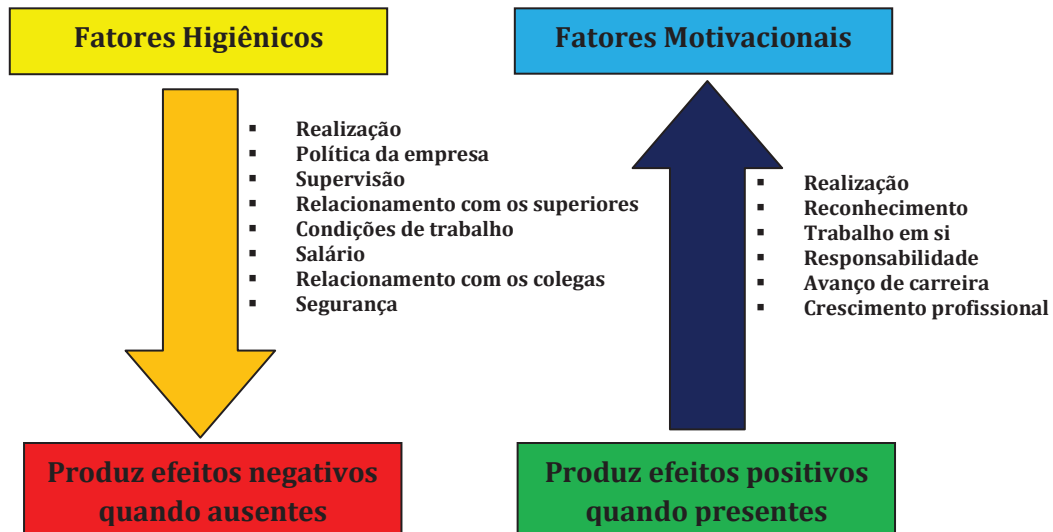 Fatores Higiênicos
▪ Realização
▪ Política da empresa
▪ Supervisão
▪ Relacionamento com os superiores
▪ Condições de trabalho
▪ Salário
▪ Relacionamento com os colegas
▪ Segurança
Produz efeitos negativos
quando ausentes
Fatores Motivacionais
▪ Realização
▪ Reconhecimento
▪ Trabalho em si
▪ Responsabilidade
▪ Avanço de carreira
▪ Crescimento profissional
Produz efeitos positivos
quando presentes